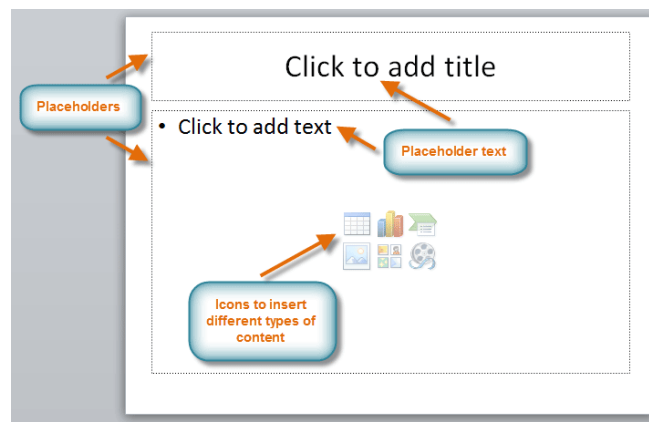 Click to add title
Placeholders
• Click to add text
Placeholder text
Icons to insert
different types of
content